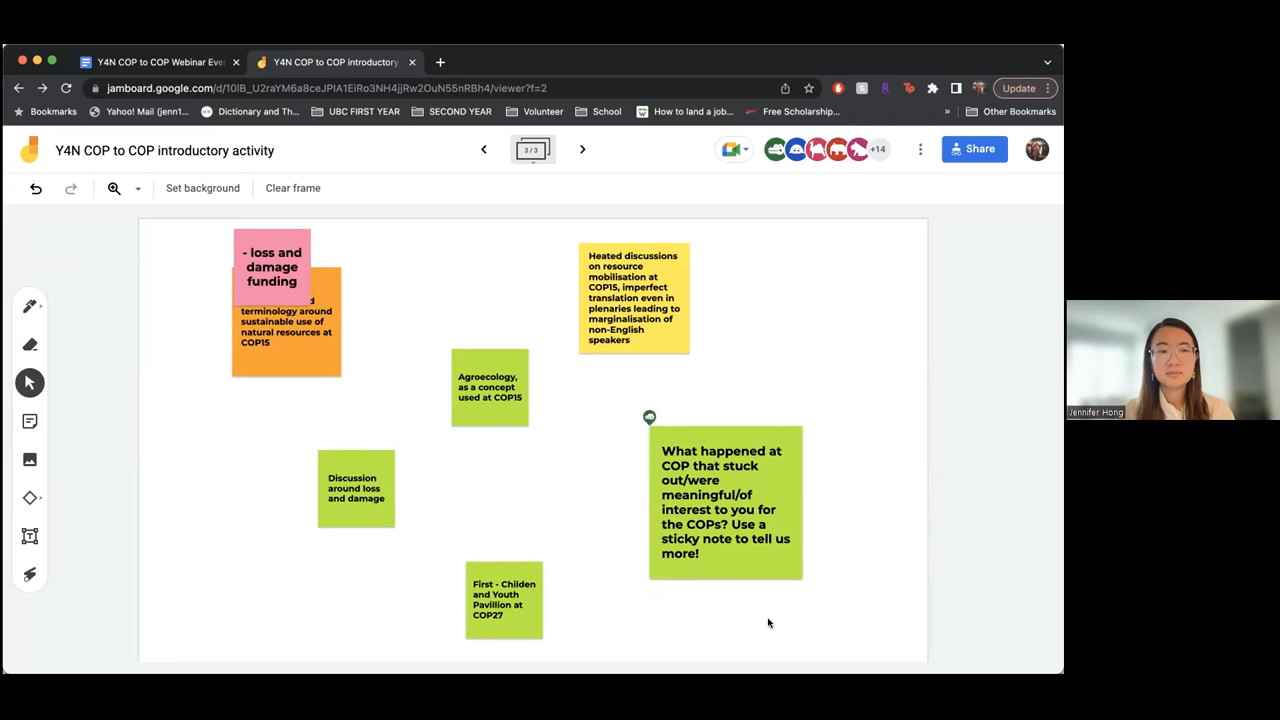 Y4N COP to COP Webinar Eve
Y4N COP to COP introductory
jamboard.google.com/d/10IB_U2raYM6a8ceJPIA1EiRo3NH4jjRw2OuN55nRBh4/viewer?f=2
Update
Bookmarks
Yahoo! Mail (jenn1...
Dictionary and Th...
UBC FIRST YEAR
SECOND YEAR
Volunteer
School
How to land a job...
Free Scholarship...
»
Other Bookmarks
Y4N COP to COP introductory activity
3/3
+14
Share
Set background
Clear frame
- loss and
damage
funding
terminology around
sustainable use of
natural resources at
COP15
Heated discussions
on resource
mobilisation at
COP15, imperfect
translation even in
plenaries leading to
marginalisation of
non-English
speakers
Agroecology,
as a concept
used at COP15
Discussion
around loss
and damage
What happened at
COP that stuck
out/were
meaningful/of
interest to you for
the COPs? Use a
sticky note to tell us
more!
First - Childen
and Youth
Pavillion at
COP27
Jennifer Hong